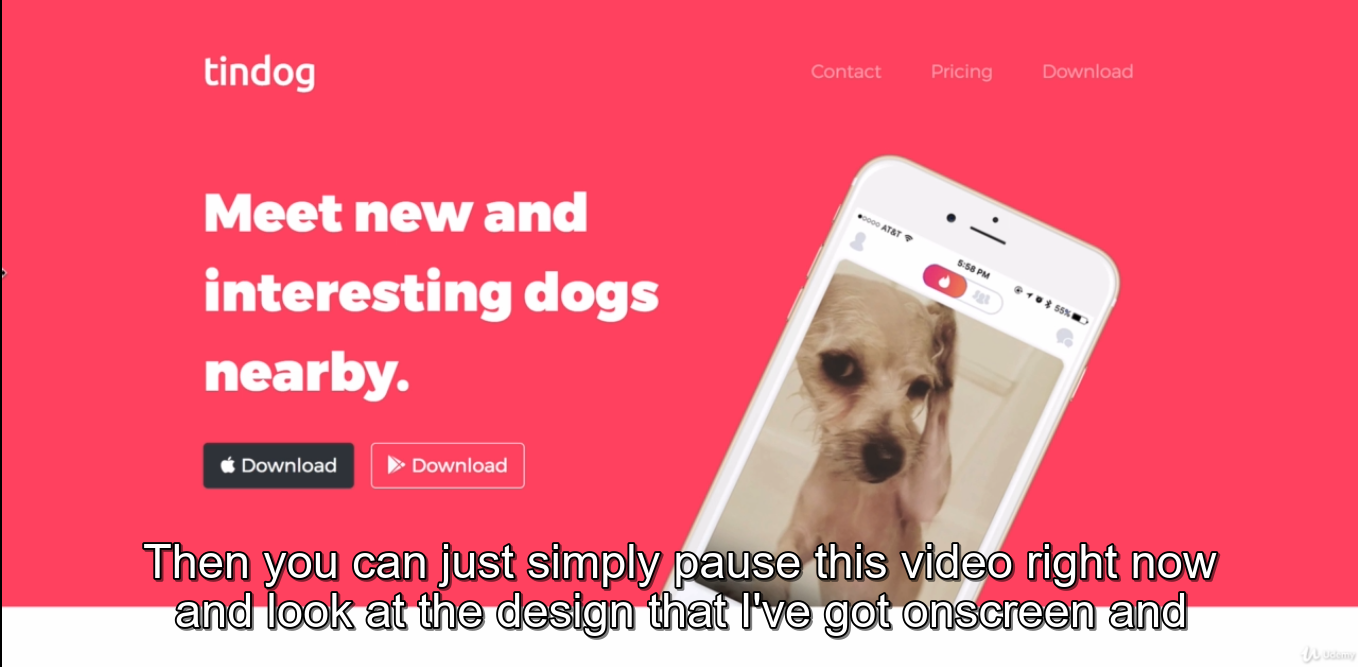 tindog
Contact Pricing Download
Meet new and
interesting dogs
nearby.
Download Download
AT&T
5:58 PM
55%
Then you can just simply pause this video right now
and look at the design that I've got onscreen and
Udemy